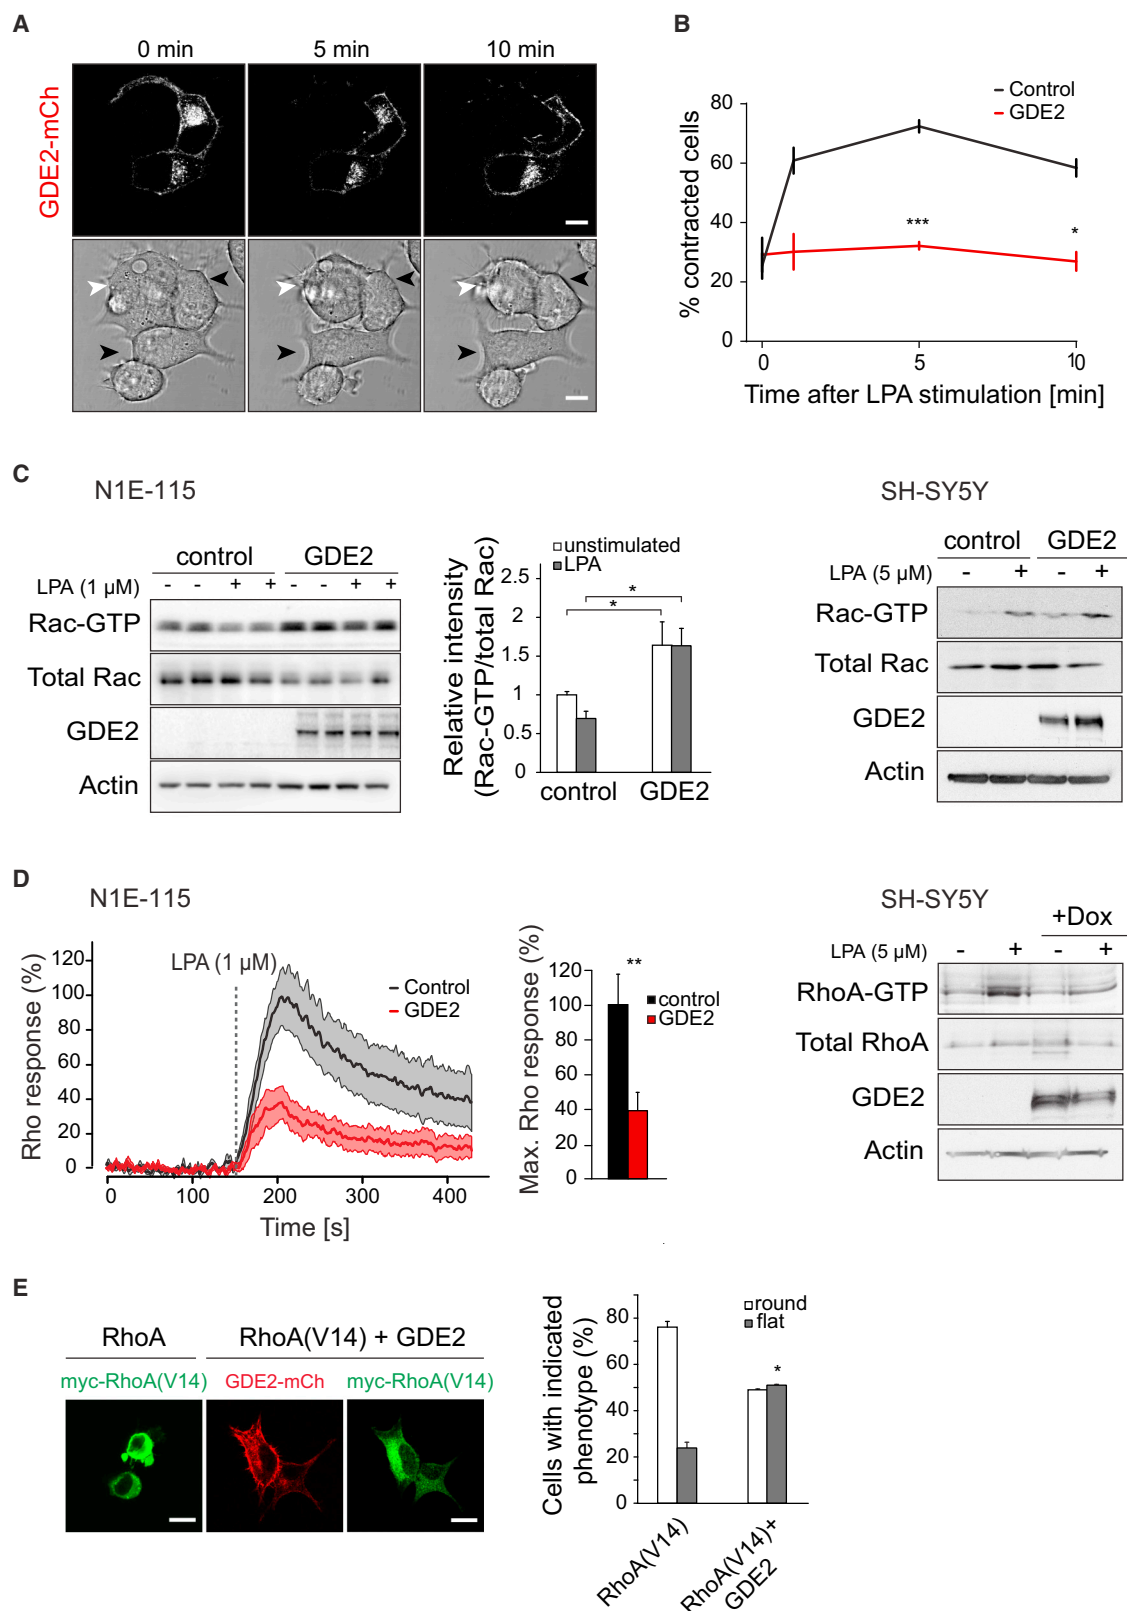 A
0 min
5 min
10 min
GDE2-mCh
B
Control
GDE2
% contracted cells
80
60
40
20
0
***
*
0
5
10
Time after LPA stimulation [min]
C
N1E-115
control
GDE2
LPA (1 µM)
- - + + - - + +
Rac-GTP
Total Rac
GDE2
Actin
Relative intensity
(Rac-GTP/total Rac)
unstimulated
LPA
2.5
2
1.5
1
0.5
0
*
*
control
GDE2
SH-SY5Y
control
GDE2
LPA (5 µM)
- + - +
Rac-GTP
Total Rac
GDE2
Actin
D
N1E-115
Rho response (%)
120
100
80
60
40
20
0
LPA (1 µM)
Control
GDE2
0
100
200
300
400
Time [s]
Max. Rho response (%)
120
100
80
60
40
20
0
**
control
GDE2
SH-SY5Y
+Dox
LPA (5 µM)
- + - +
RhoA-GTP
Total RhoA
GDE2
Actin
E
RhoA
RhoA(V14) + GDE2
myc-RhoA(V14)
GDE2-mCh
myc-RhoA(V14)
Cells with indicated
phenotype (%)
80
60
40
20
0
round
flat
*
RhoA(V14)
RhoA(V14)+
GDE2